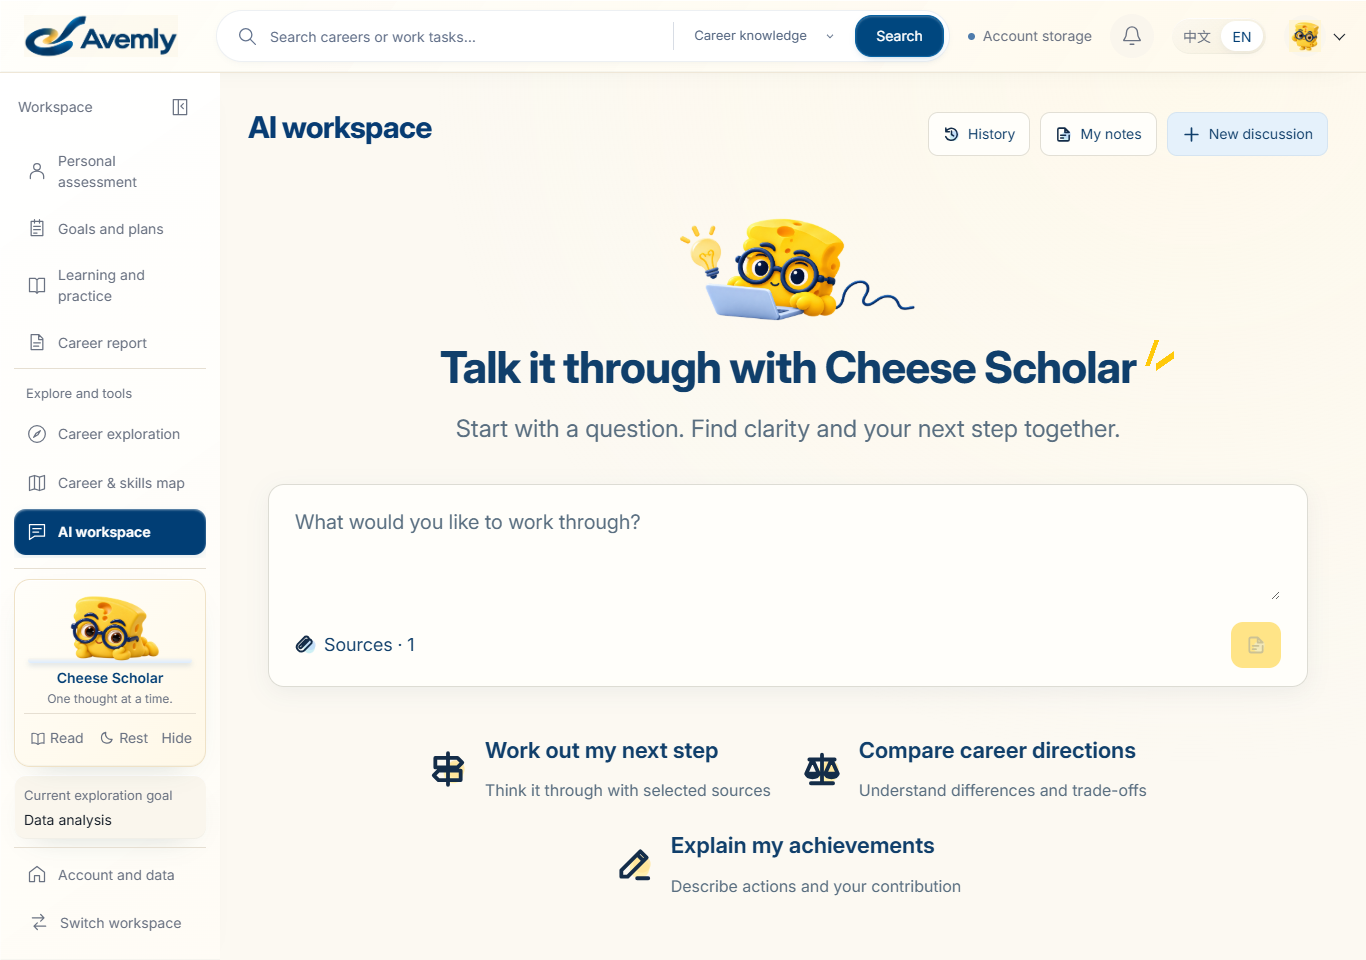 Avemly
Search careers or work tasks...
Career knowledge
Search
Account storage
中文
EN
Workspace
Personal
assessment
Goals and plans
Learning and
practice
Career report
Explore and tools
Career exploration
Career & skills map
AI workspace
Cheese Scholar
One thought at a time.
Read
Rest
Hide
Current exploration goal
Data analysis
Account and data
Switch workspace
AI workspace
History
My notes
New discussion
Talk it through with Cheese Scholar
Start with a question. Find clarity and your next step together.
What would you like to work through?
Sources · 1
Work out my next step
Think it through with selected sources
Compare career directions
Understand differences and trade-offs
Explain my achievements
Describe actions and your contribution